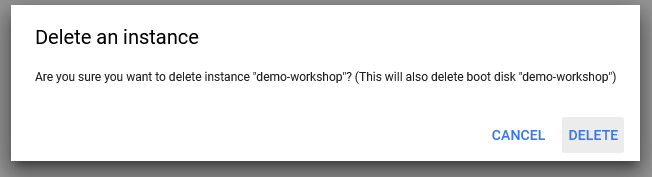 Delete an instance
Are you sure you want to delete instance "demo-workshop"? (This will also delete boot disk "demo-workshop")
CANCEL DELETE